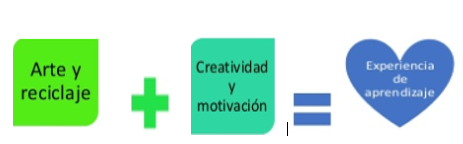 Arte y
reciclaje
Creatividad
y
motivación
Experiencia
de
aprendizaje